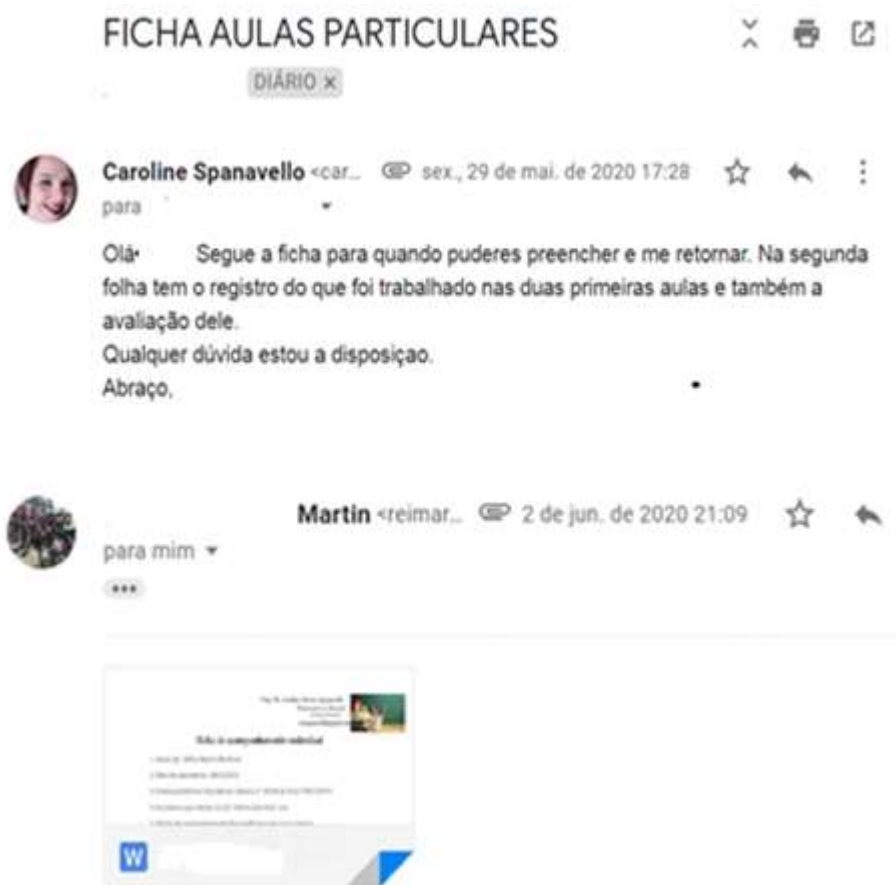 FICHA AULAS PARTICULARES
DIÁRIO ×
Caroline Spanavello <car... sex., 29 de mai. de 2020 17:28
para
Olá Segue a ficha para quando puderes preencher e me retornar. Na segunda
folha tem o registro do que foi trabalhado nas duas primeiras aulas e também a
avaliação dele.
Qualquer dúvida estou a disposiçao.
Abraço,
Martin <reimar... 2 de jun. de 2020 21:09
para mim
W